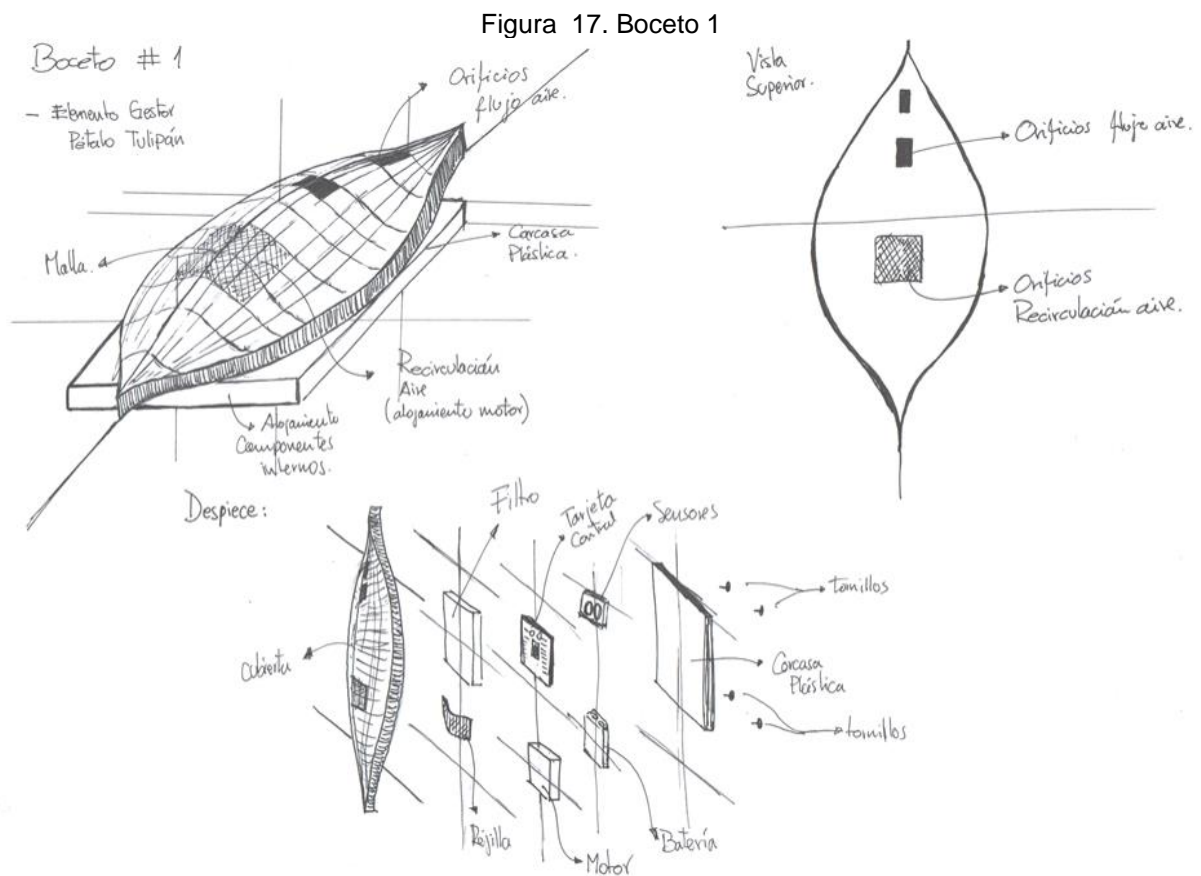 Figura 17. Boceto 1
Boceto # 1
- Elemento Gestor
Pétalo Tulipán
Orificios
flujo aire.
Malla.
Carcasa
Plástica.
Recirculación
Aire
(alojamiento motor)
Alojamiento
Componentes
internos.
Vista
Superior.
Orificios flujo aire.
Orificios
Recirculación aire.
Despiece:
Filtro
Tarjeta
Control
Sensores
tornillos
Cubierta
Carcasa
Plástica
tornillos
Rejilla
Motor
Batería